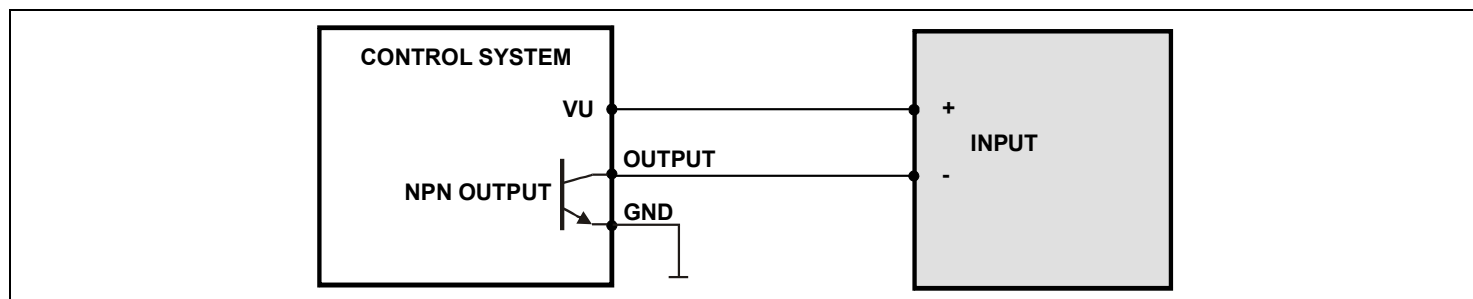 CONTROL SYSTEM
VU
+
INPUT
OUTPUT
-
NPN OUTPUT
GND